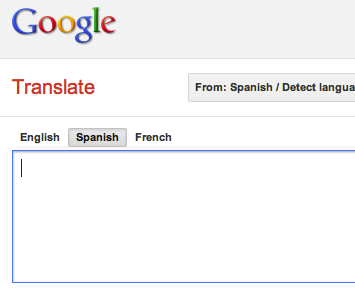 Google
Translate
From: Spanish / Detect langua
English Spanish French